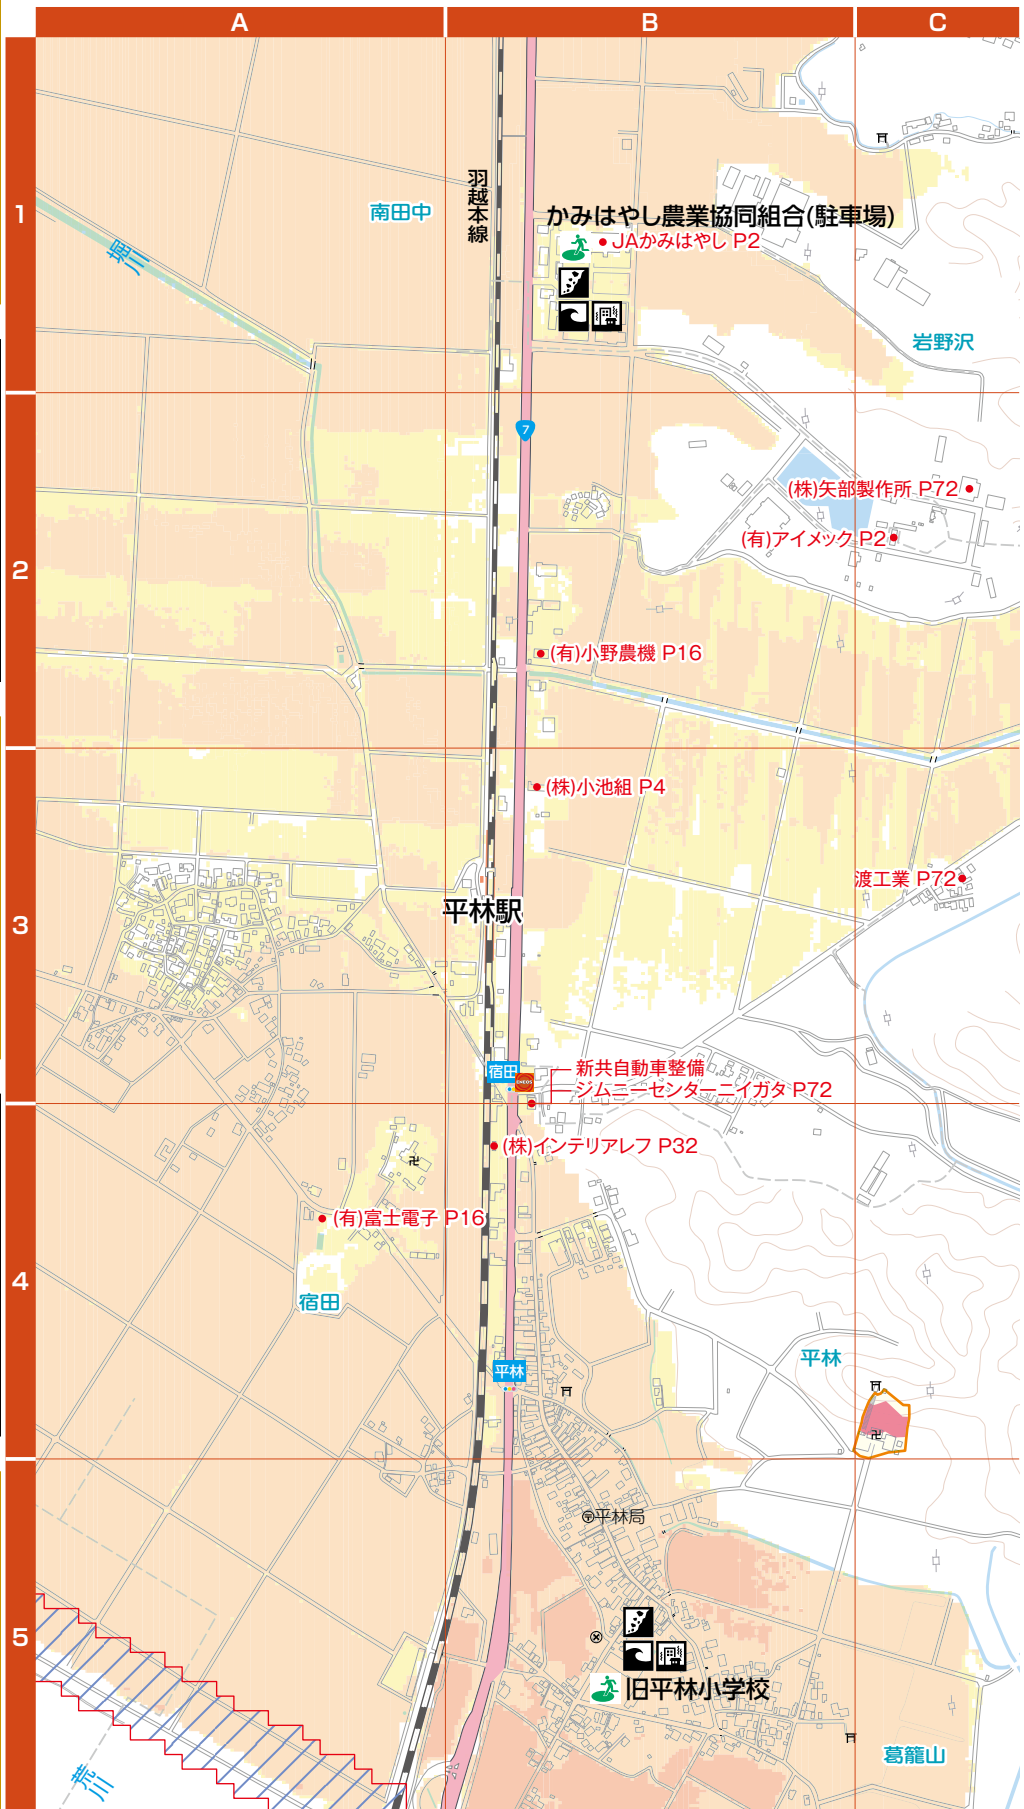 A
B
C
1
羽越本線
南田中
堀川
かみはやし農業協同組合(駐車場)
JAかみはやし P2
岩野沢
2
7
(株)矢部製作所 P72
(有)アイメック P2
(有)小野農機 P16
3
(株)小池組 P4
渡工業 P72
平林駅
宿田
ENEOS
新共自動車整備
ジムニーセンターニイガタ P72
4
(株)インテリアレフ P32
(有)富士電子 P16
宿田
平林
平林
5
平林局
旧平林小学校
葛籠山
荒川